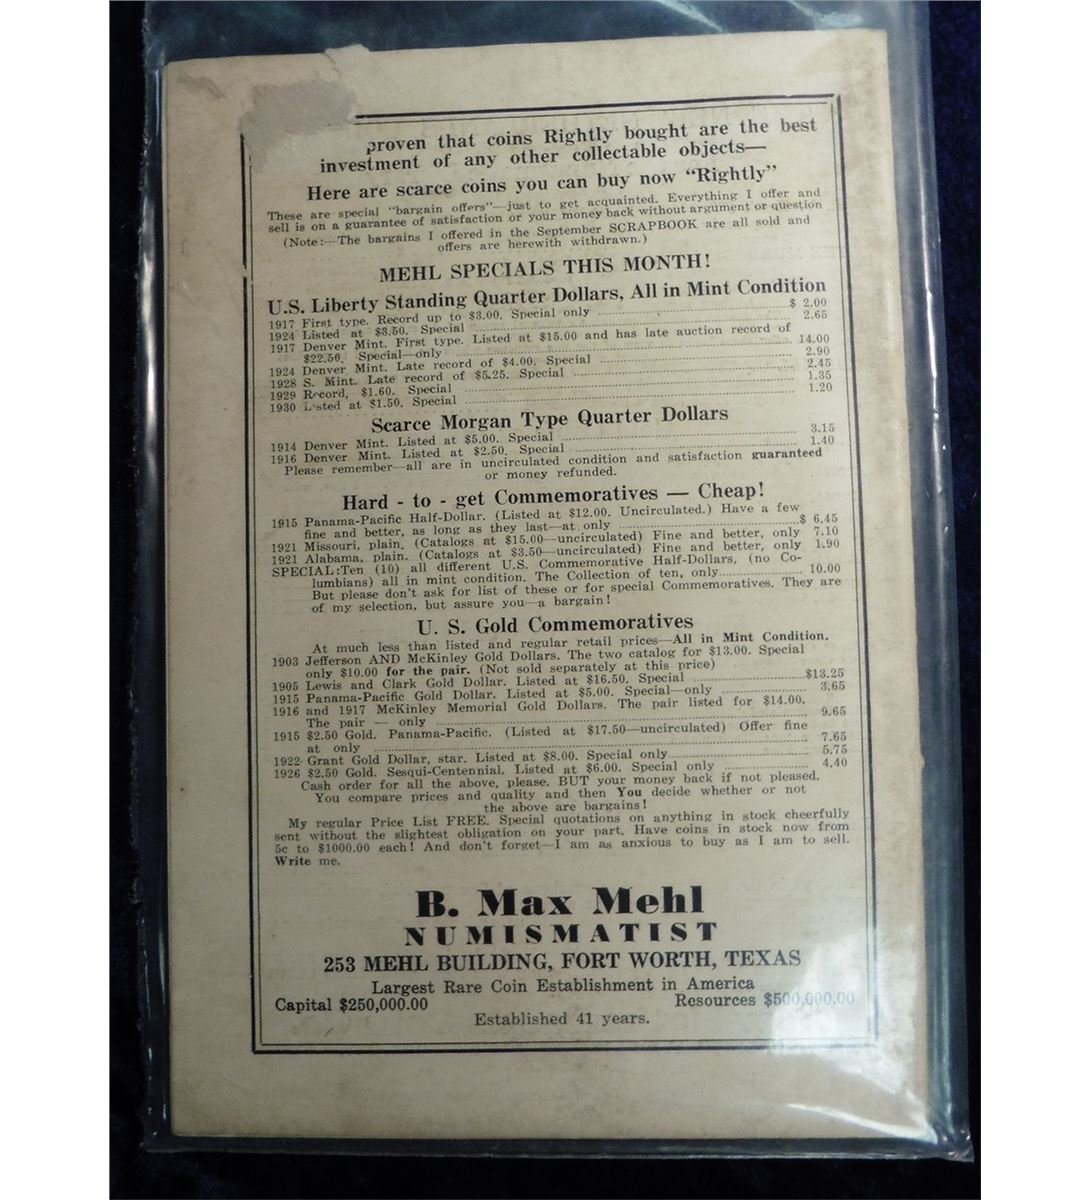 proven that coins Rightly bought are the best
investment of any other collectable objects—
Here are scarce coins you can buy now "Rightly"
These are special "bargain offers"—just to get acquainted. Everything I offer and
sell is on a guarantee of satisfaction or your money back without argument or question
(Note:—The bargains I offered in the September SCRAPBOOK are all sold and
offers are herewith withdrawn.)
MEHL SPECIALS THIS MONTH!
U.S. Liberty Standing Quarter Dollars, All in Mint Condition
1917 First type. Record up to $3.00. Special only ........ $ 2.00
1924 Listed at $3.50. Special ........ 2.65
1917 Denver Mint. First type. Listed at $15.00 and has late auction record of
$22.50. Special—only ........ 14.00
1924 Denver Mint. Late record of $4.00. Special ........ 2.90
1928 S. Mint. Late record of $5.25. Special ........ 2.45
1929 Record, $1.60. Special ........ 1.35
1930 Listed at $1.50. Special ........ 1.20
Scarce Morgan Type Quarter Dollars
1914 Denver Mint. Listed at $5.00. Special ........ 3.15
1916 Denver Mint. Listed at $2.50. Special ........ 1.40
Please remember—all are in uncirculated condition and satisfaction guaranteed
or money refunded.
Hard - to - get Commemoratives — Cheap!
1915 Panama-Pacific Half-Dollar. (Listed at $12.00. Uncirculated.) Have a few
fine and better, as long as they last—at only ........ $ 6.45
1921 Missouri, plain. (Catalogs at $15.00—uncirculated) Fine and better, only 7.10
1921 Alabama, plain. (Catalogs at $3.50—uncirculated) Fine and better, only 1.90
SPECIAL:Ten (10) all different U.S. Commemorative Half-Dollars, (no Co-
lumbians) all in mint condition. The Collection of ten, only........ 10.00
But please don't ask for list of these or for special Commemoratives. They are
of my selection, but assure you—a bargain!
U. S. Gold Commemoratives
At much less than listed and regular retail prices—All in Mint Condition.
1903 Jefferson AND McKinley Gold Dollars. The two catalog for $13.00. Special
only $10.00 for the pair. (Not sold separately at this price)
1905 Lewis and Clark Gold Dollar. Listed at $16.50. Special ........ $13.25
1915 Panama-Pacific Gold Dollar. Listed at $5.00. Special—only ........ 3.65
1916 and 1917 McKinley Memorial Gold Dollars. The pair listed for $14.00.
The pair — only ........ 9.65
1915 $2.50 Gold. Panama-Pacific. (Listed at $17.50—uncirculated) Offer fine
at only ........ 7.65
1922 Grant Gold Dollar, star. Listed at $8.00. Special only........ 5.75
1926 $2.50 Gold. Sesqui-Centennial. Listed at $6.00. Special only ........ 4.40
Cash order for all the above, please. BUT your money back if not pleased.
You compare prices and quality and then You decide whether or not
the above are bargains!
My regular Price List FREE. Special quotations on anything in stock cheerfully
sent without the slightest obligation on your part. Have coins in stock now from
5c to $1000.00 each! And don't forget—I am as anxious to buy as I am to sell.
Write me.
B. Max Mehl
NUMISMATIST
253 MEHL BUILDING, FORT WORTH, TEXAS
Largest Rare Coin Establishment in America
Capital $250,000.00 Resources $500,000.00
Established 41 years.